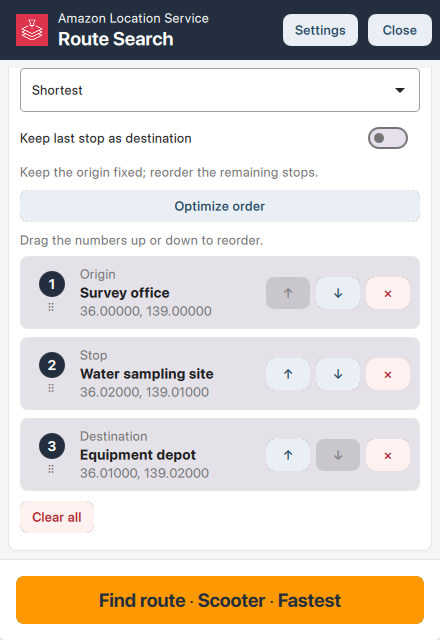 Amazon Location Service
Route Search
Settings
Close
Shortest
Keep last stop as destination
Keep the origin fixed; reorder the remaining stops.
Optimize order
Drag the numbers up or down to reorder.
1
Origin
Survey office
36.00000, 139.00000
↑ ↓ ×
2
Stop
Water sampling site
36.02000, 139.01000
↑ ↓ ×
3
Destination
Equipment depot
36.01000, 139.02000
↑ ↓ ×
Clear all
Find route · Scooter · Fastest